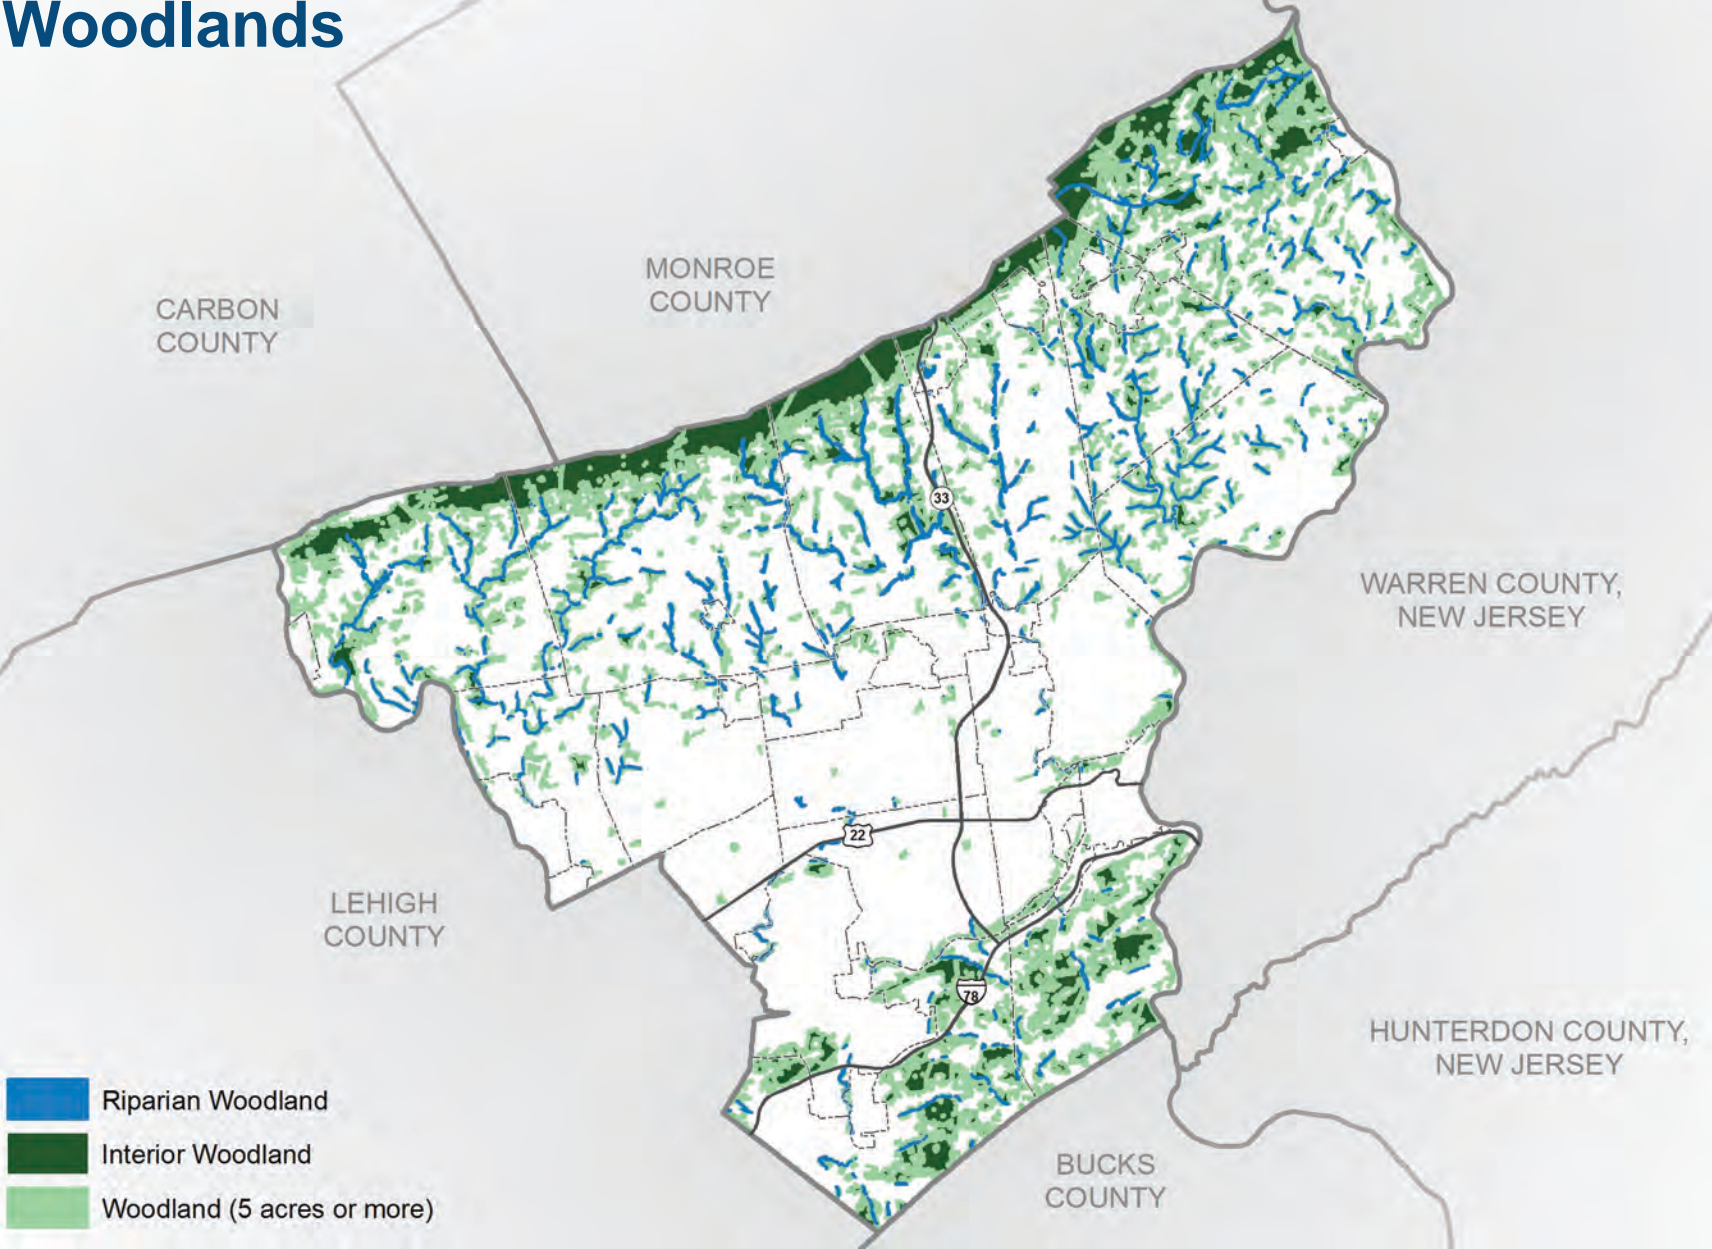 Woodlands
MONROE
COUNTY
CARBON
COUNTY
33
WARREN COUNTY,
NEW JERSEY
22
LEHIGH
COUNTY
78
HUNTERDON COUNTY,
NEW JERSEY
BUCKS
COUNTY
Riparian Woodland
Interior Woodland
Woodland (5 acres or more)